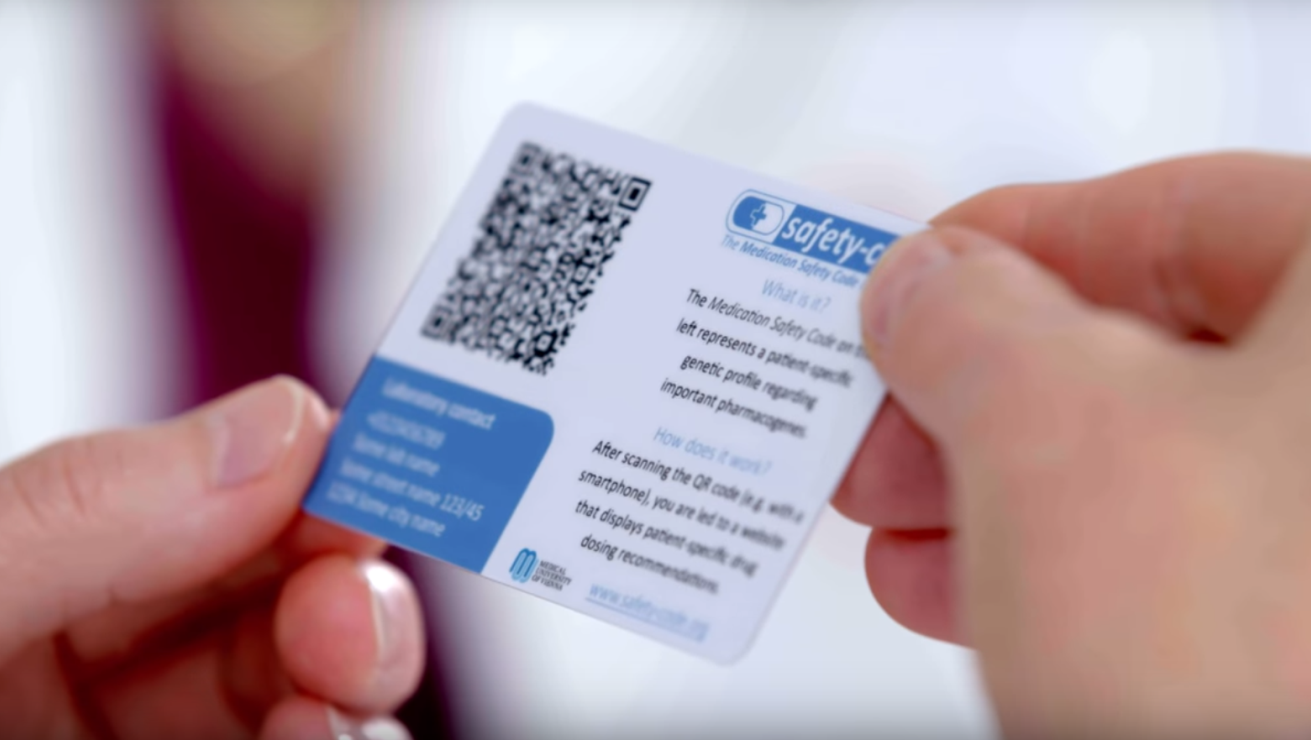 safety-c
The Medication Safety Code
What is it?
The Medication Safety Code on
left represents a patient-specific
genetic profile regarding
important pharmacogenes.
How does it work?
After scanning the QR code (e.g. with a
smartphone), you are led to a website
that displays patient-specific drug
dosing recommendations.
www.safety-code.org
Laboratory contact
+0123456789
Some lab name
Some street name 123/45
1234 Some city name
MEDICAL
UNIVERSITY
OF VIENNA